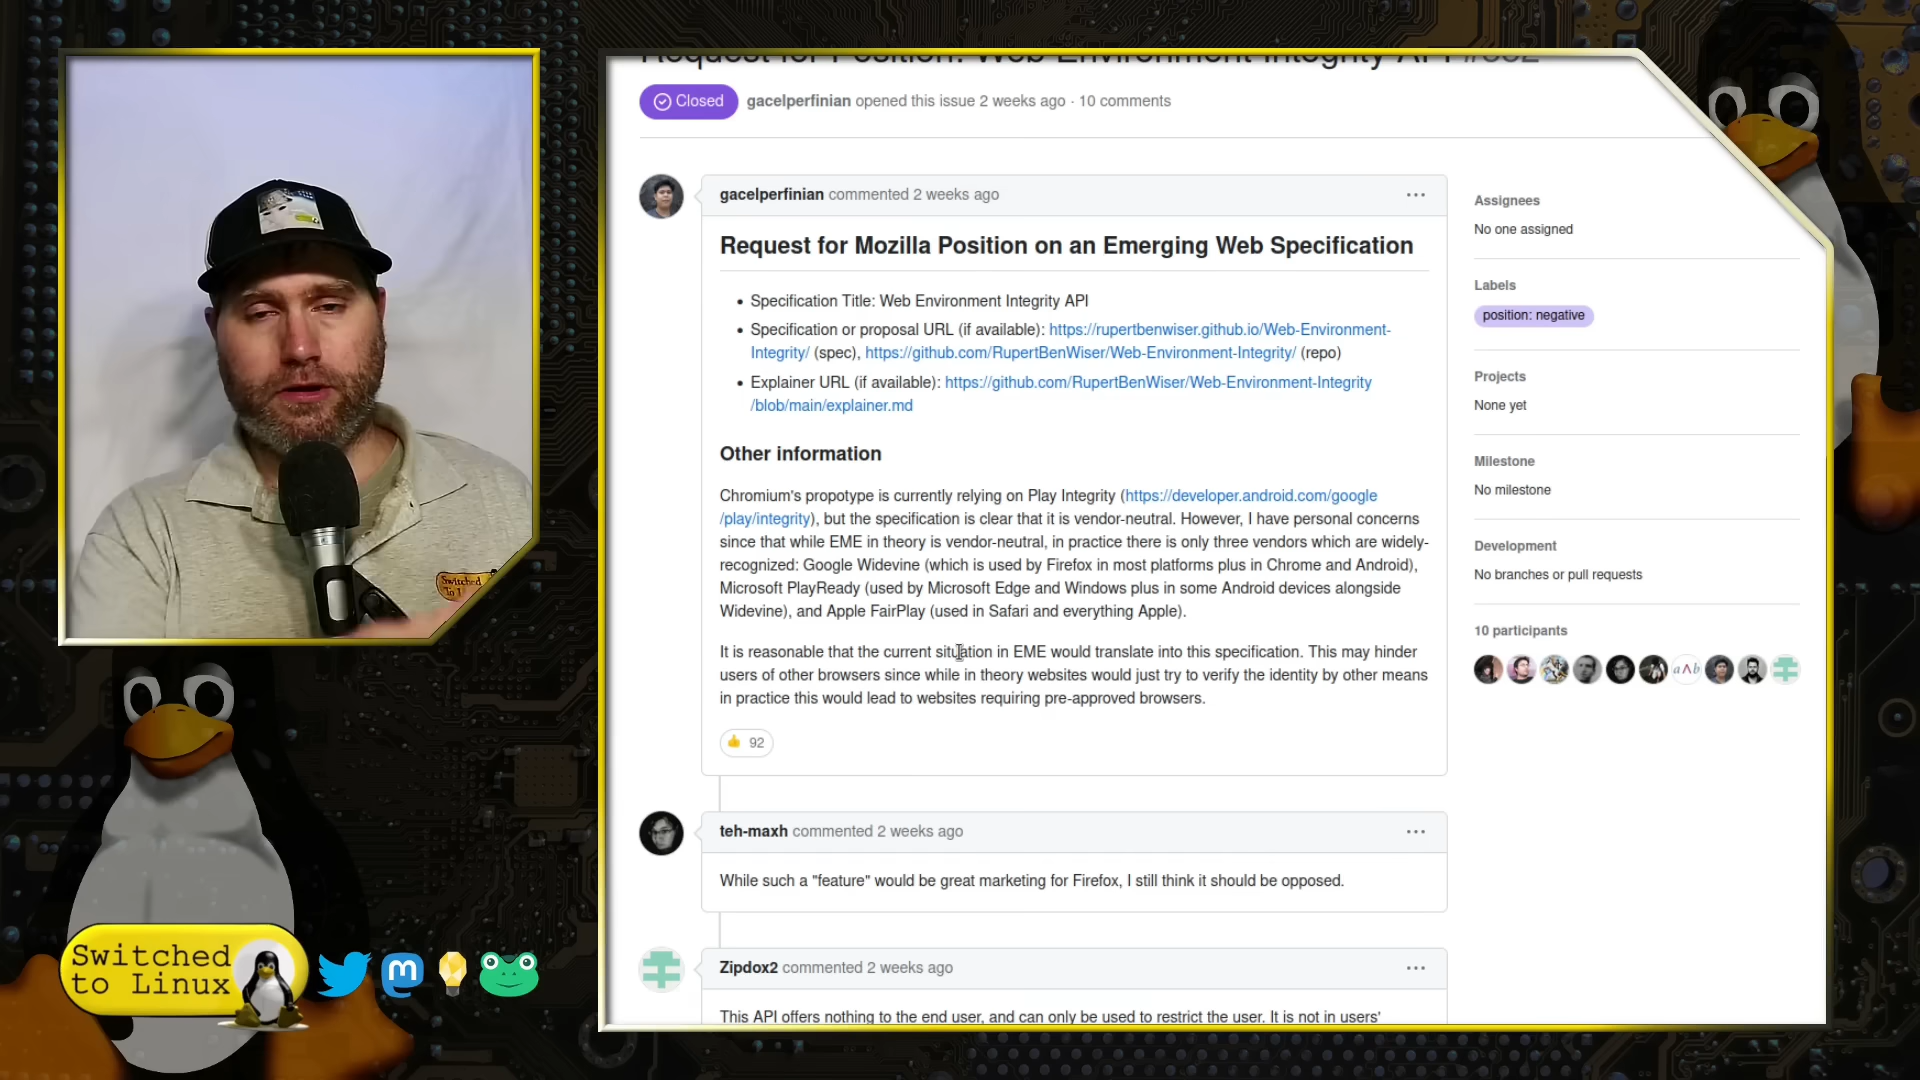 Request for Position: Web Environment Integrity API
Closed
gacelperfinian opened this issue 2 weeks ago · 10 comments
gacelperfinian commented 2 weeks ago
Request for Mozilla Position on an Emerging Web Specification
• Specification Title: Web Environment Integrity API
• Specification or proposal URL (if available): https://rupertbenwiser.github.io/Web-Environment-
Integrity/ (spec), https://github.com/RupertBenWiser/Web-Environment-Integrity/ (repo)
• Explainer URL (if available): https://github.com/RupertBenWiser/Web-Environment-Integrity
/blob/main/explainer.md
Other information
Chromium's propotype is currently relying on Play Integrity (https://developer.android.com/google
/play/integrity), but the specification is clear that it is vendor-neutral. However, I have personal concerns
since that while EME in theory is vendor-neutral, in practice there is only three vendors which are widely-
recognized: Google Widevine (which is used by Firefox in most platforms plus in Chrome and Android),
Microsoft PlayReady (used by Microsoft Edge and Windows plus in some Android devices alongside
Widevine), and Apple FairPlay (used in Safari and everything Apple).
It is reasonable that the current situation in EME would translate into this specification. This may hinder
users of other browsers since while in theory websites would just try to verify the identity by other means
in practice this would lead to websites requiring pre-approved browsers.
👍 92
teh-maxh commented 2 weeks ago
While such a "feature" would be great marketing for Firefox, I still think it should be opposed.
Zipdox2 commented 2 weeks ago
This API offers nothing to the end user, and can only be used to restrict the user. It is not in users'
Assignees
No one assigned
Labels
position: negative
Projects
None yet
Milestone
No milestone
Development
No branches or pull requests
10 participants
Switched
To
Switched
to Linux